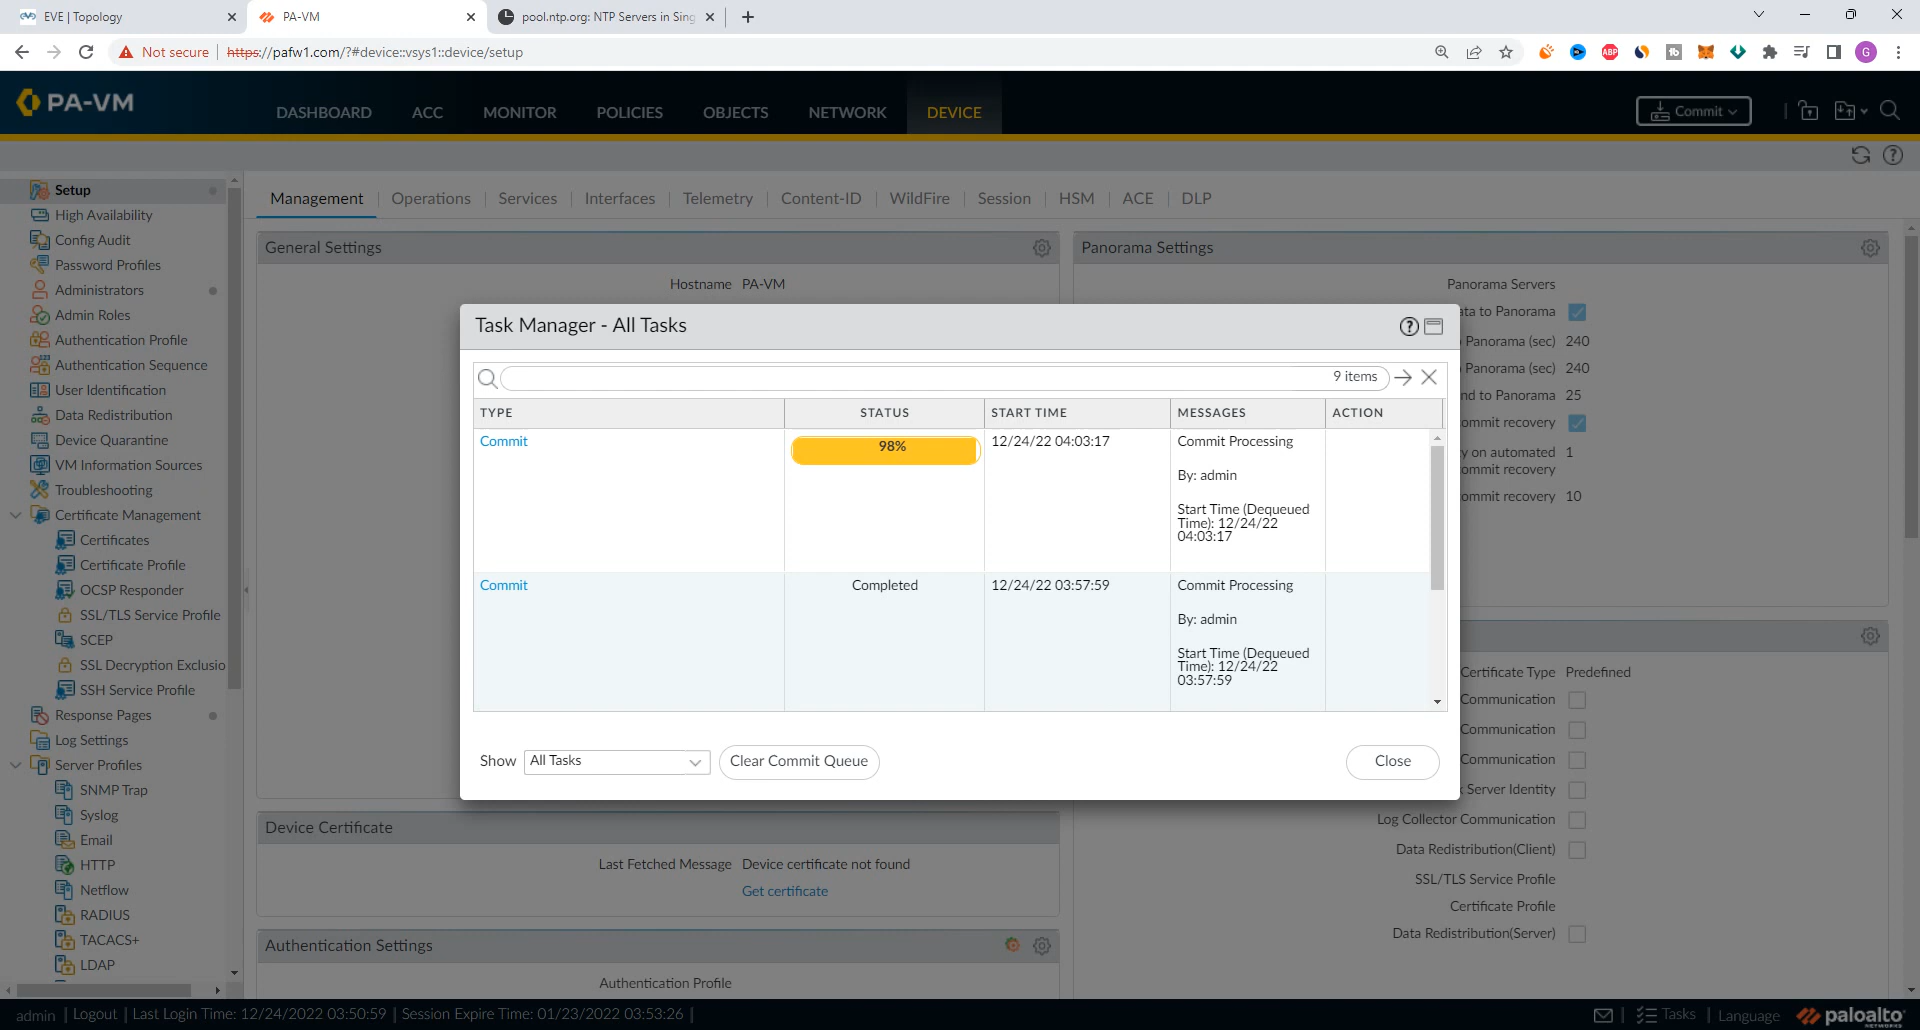 EVE | Topology
PA-VM
pool.ntp.org: NTP Servers in Sing
Not secure
https://pafw1.com/?#device::vsys1::device/setup
ABP
tb
G
PA-VM
DASHBOARD
ACC
MONITOR
POLICIES
OBJECTS
NETWORK
DEVICE
Commit
Setup
High Availability
Config Audit
Password Profiles
Administrators
Admin Roles
Authentication Profile
Authentication Sequence
User Identification
Data Redistribution
Device Quarantine
VM Information Sources
Troubleshooting
Certificate Management
Certificates
Certificate Profile
OCSP Responder
SSL/TLS Service Profile
SCEP
SSL Decryption Exclusio
SSH Service Profile
Response Pages
Log Settings
Server Profiles
SNMP Trap
Syslog
Email
HTTP
Netflow
RADIUS
TACACS+
LDAP
Management
Operations
Services
Interfaces
Telemetry
Content-ID
WildFire
Session
HSM
ACE
DLP
General Settings
Hostname PA-VM
Panorama Settings
Panorama Servers
ata to Panorama
Panorama (sec) 240
Panorama (sec) 240
nd to Panorama 25
ommit recovery
y on automated 1
ommit recovery
ommit recovery 10
Task Manager - All Tasks
9 items
TYPE STATUS START TIME MESSAGES ACTION
Commit 98% 12/24/22 04:03:17 Commit Processing
By: admin
Start Time (Dequeued
Time): 12/24/22
04:03:17
Commit Completed 12/24/22 03:57:59 Commit Processing
By: admin
Start Time (Dequeued
Time): 12/24/22
03:57:59
Show All Tasks Clear Commit Queue Close
Certificate Type Predefined
Communication
Communication
Communication
k Server Identity
Log Collector Communication
Data Redistribution(Client)
SSL/TLS Service Profile
Certificate Profile
Data Redistribution(Server)
Device Certificate
Last Fetched Message Device certificate not found
Get certificate
Authentication Settings
Authentication Profile
admin | Logout | Last Login Time: 12/24/2022 03:50:59 | Session Expire Time: 01/23/2022 03:53:26 |
Tasks | Language
paloalto
NETWORKS